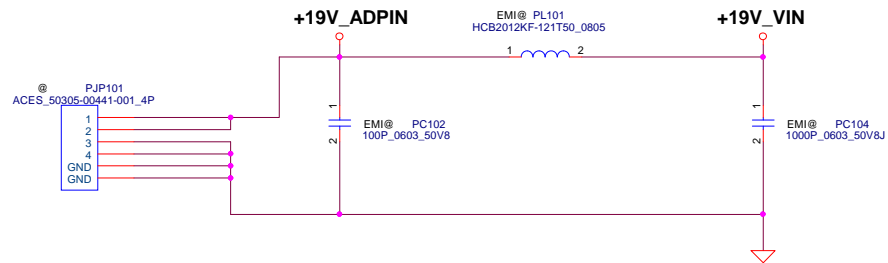 +19V_ADPIN
EMI@ PL101
HCB2012KF-121T50_0805
+19V_VIN
1
2
@ PJP101
ACES_50305-00441-001_4P
1
2
3
4
GND
GND
1
EMI@ PC102
100P_0603_50V8
2
1
EMI@ PC104
1000P_0603_50V8J
2